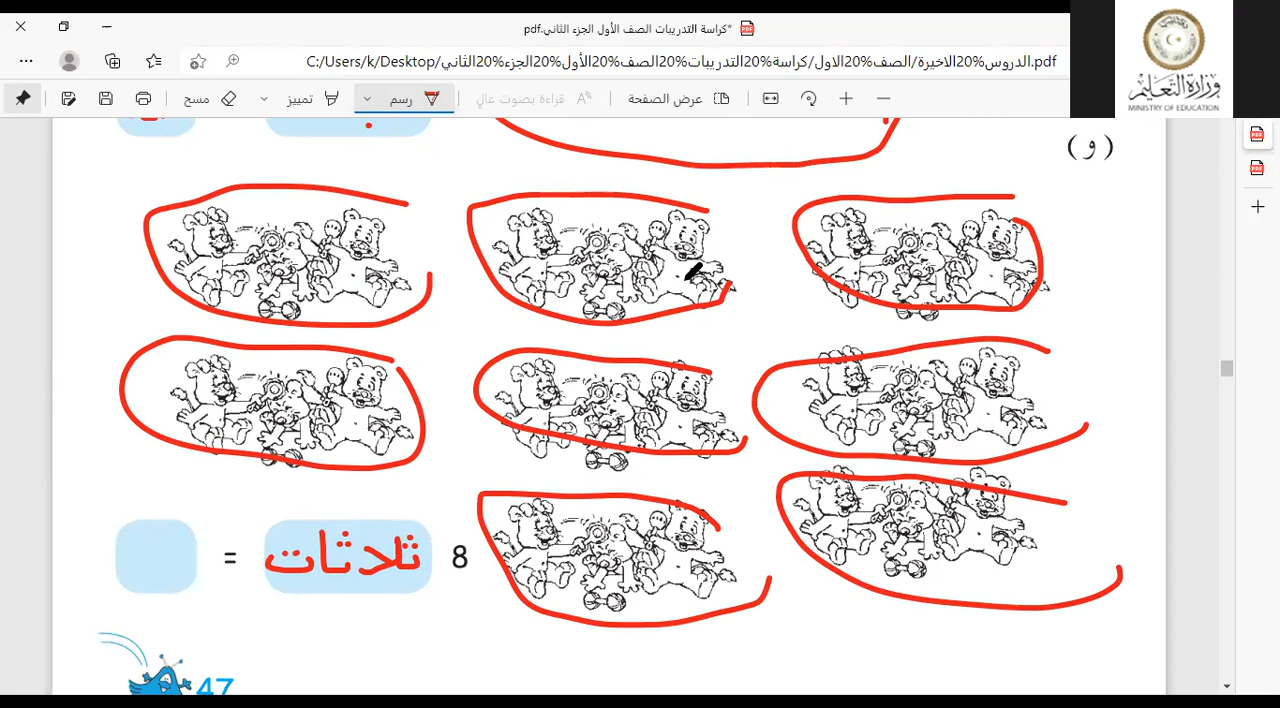 كراسة التدريبات الصف الأول الجزء الثاني.pdf*
C:/Users/k/Desktop/الدروس%20الاخيرة/الصف%20الاول/كراسة%20التدريبات%20الصف%20الأول%20الجزء%20الثاني.pdf
مسح
تمييز
رسم
قراءة بصوت عالٍ
عرض الصفحة
وزارة التعليم
MINISTRY OF EDUCATION
(و)
8 ثلاثات =
47